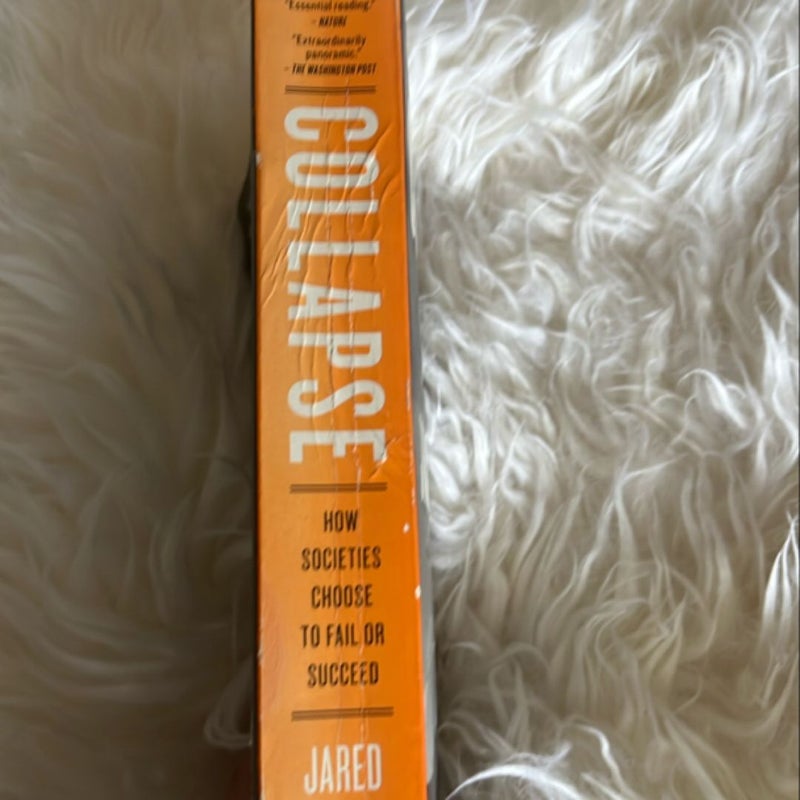 "Essential reading."
– NATURE
"Extraordinarily
panoramic."
– THE WASHINGTON POST
COLLAPSE
HOW
SOCIETIES
CHOOSE
TO FAIL OR
SUCCEED
JARED